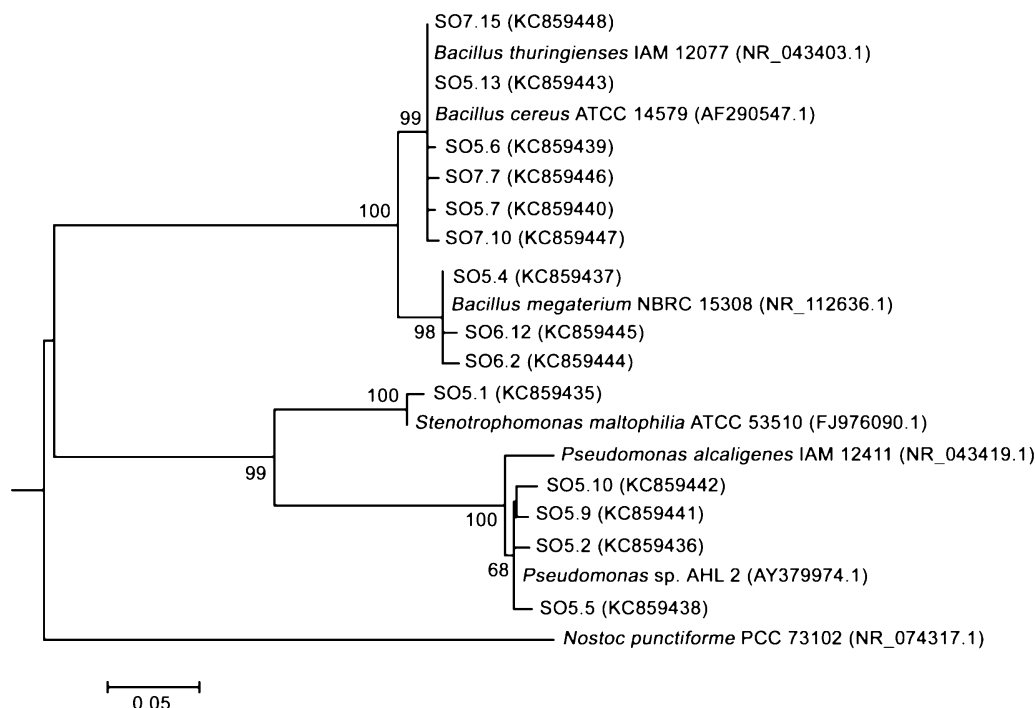 SO7.15 (KC859448)
Bacillus thuringienses IAM 12077 (NR_043403.1)
SO5.13 (KC859443)
Bacillus cereus ATCC 14579 (AF290547.1)
99
SO5.6 (KC859439)
SO7.7 (KC859446)
SO5.7 (KC859440)
100
SO7.10 (KC859447)
SO5.4 (KC859437)
Bacillus megaterium NBRC 15308 (NR_112636.1)
98
SO6.12 (KC859445)
SO6.2 (KC859444)
100
SO5.1 (KC859435)
Stenotrophomonas maltophilia ATCC 53510 (FJ976090.1)
Pseudomonas alcaligenes IAM 12411 (NR_043419.1)
99
SO5.10 (KC859442)
100
SO5.9 (KC859441)
SO5.2 (KC859436)
68
Pseudomonas sp. AHL 2 (AY379974.1)
SO5.5 (KC859438)
Nostoc punctiforme PCC 73102 (NR_074317.1)
0.05